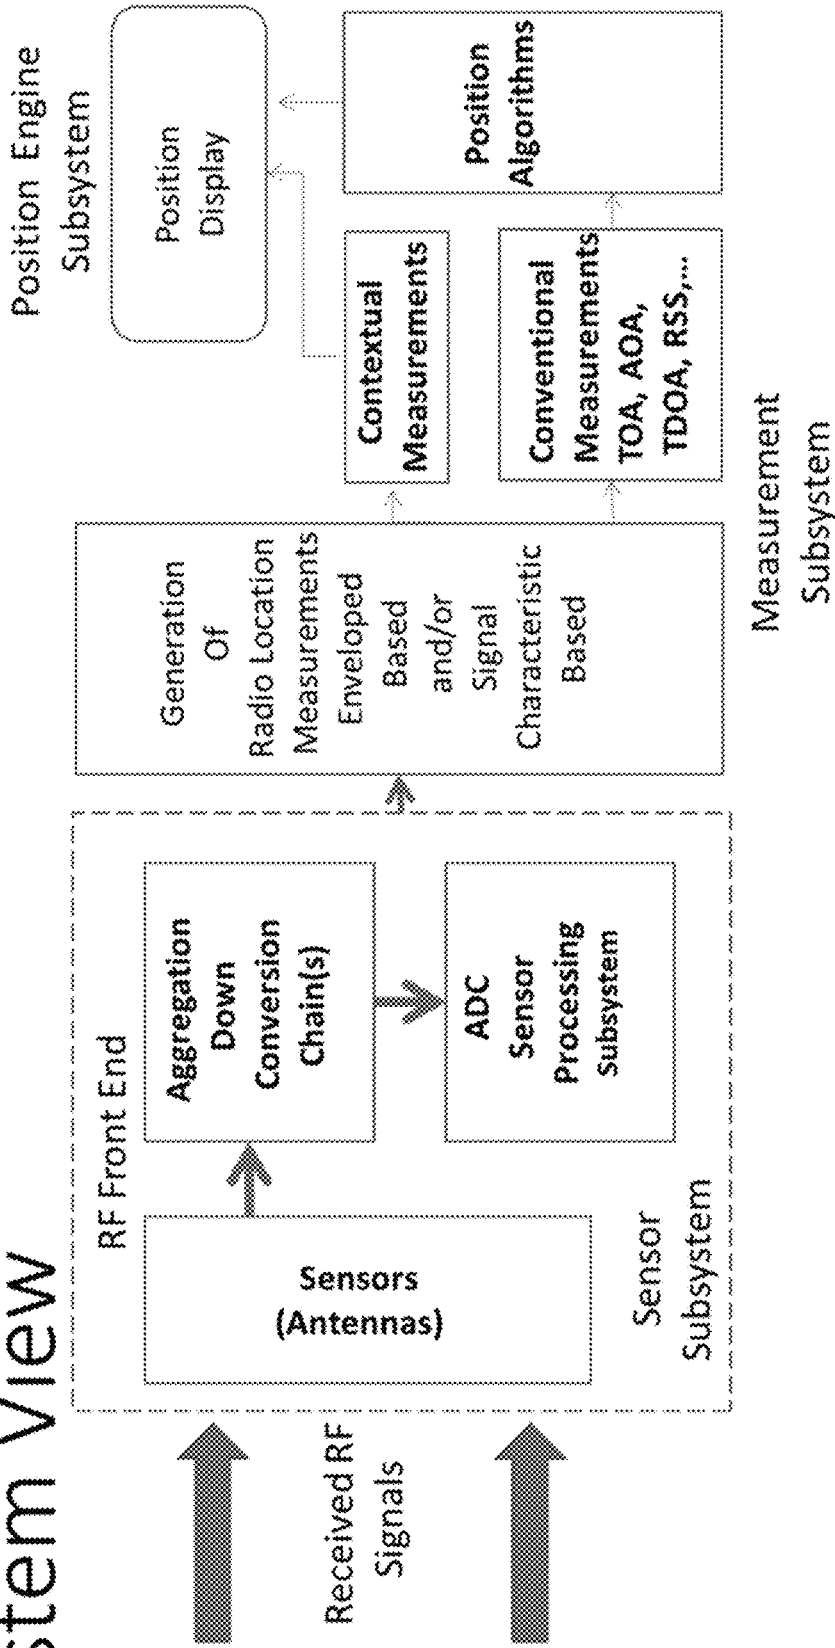 stem View
Received RF
Signals
RF Front End
Sensors
(Antennas)
Aggregation
Down
Conversion
Chain(s)
ADC
Sensor
Processing
Subsystem
Sensor
Subsystem
Generation
Of
Radio Location
Measurements
Enveloped
Based
and/or
Signal
Characteristic
Based
Contextual
Measurements
Conventional
Measurements
TOA, AOA,
TDOA, RSS,...
Measurement
Subsystem
Position Engine
Subsystem
Position
Display
Position
Algorithms